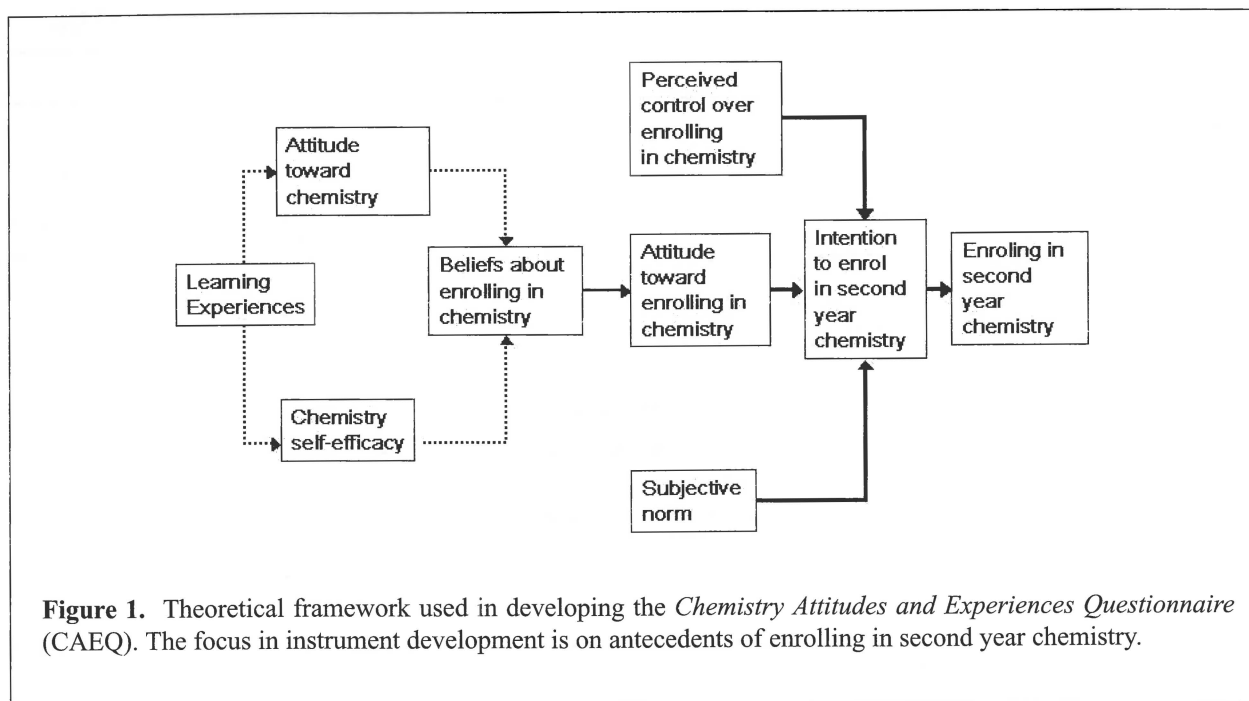 Perceived
control over
enrolling
in chemistry
Attitude
toward
chemistry
Learning
Experiences
Beliefs about
enrolling in
chemistry
Attitude
toward
enrolling in
chemistry
Intention
to enrol
in second
year
chemistry
Enroling in
second
year
chemistry
Chemistry
self-efficacy
Subjective
norm
Figure 1. Theoretical framework used in developing the Chemistry Attitudes and Experiences Questionnaire
(CAEQ). The focus in instrument development is on antecedents of enrolling in second year chemistry.